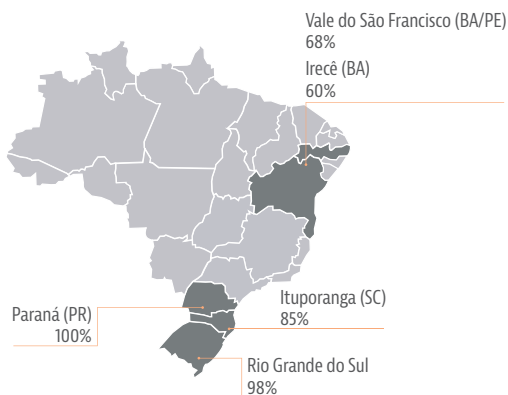 Vale do São Francisco (BA/PE)
68%
Irecê (BA)
60%
Ituporanga (SC)
85%
Paraná (PR)
100%
Rio Grande do Sul
98%